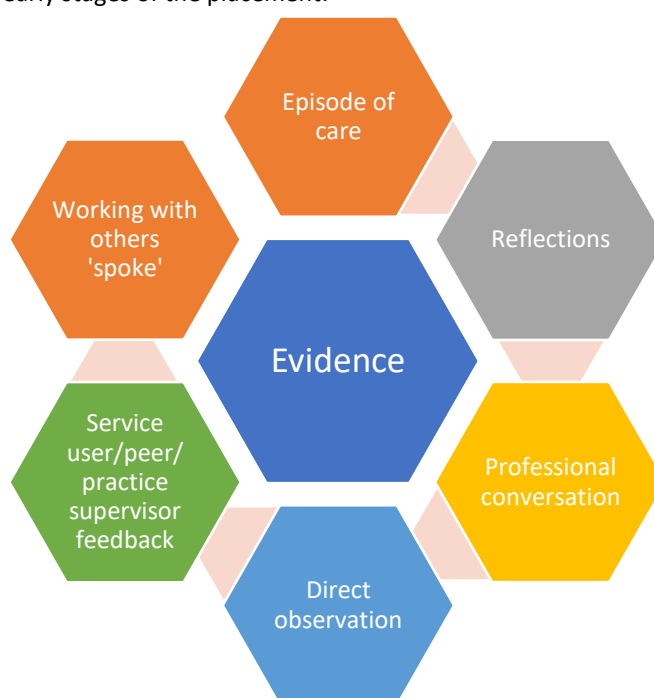 early stages of the placement.
Episode of
care
Reflections
Working with
others
'spoke'
Evidence
Service
user/peer/
practice
supervisor
feedback
Professional
conversation
Direct
observation